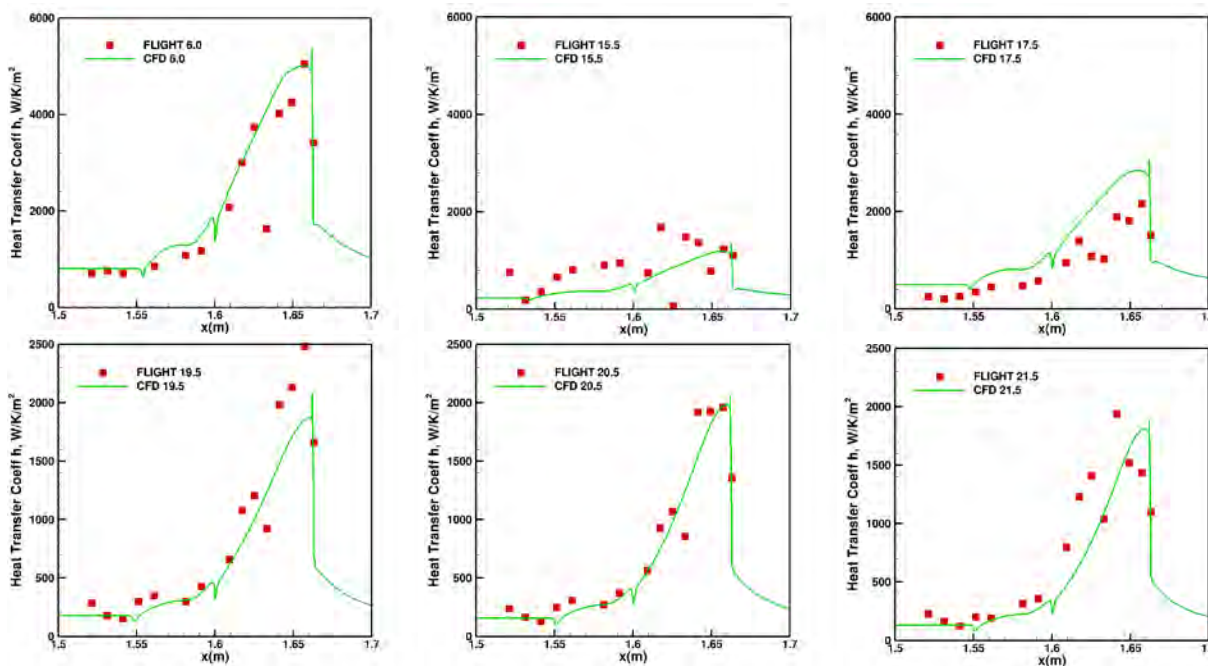 6000
FLIGHT 6.0
CFD 6.0
4000
2000
0
1.5
1.55
1.6
1.65
1.7
x(m)
Heat Transfer Coeff h, W/K/m²
6000
FLIGHT 15.5
CFD 15.5
4000
2000
0
1.5
1.55
1.6
1.65
1.7
x(m)
Heat Transfer Coeff h, W/K/m²
6000
FLIGHT 17.5
CFD 17.5
4000
2000
0
1.5
1.55
1.6
1.65
1.7
x(m)
Heat Transfer Coeff h, W/K/m²
2500
FLIGHT 19.5
CFD 19.5
2000
1500
1000
500
0
1.5
1.55
1.6
1.65
1.7
x(m)
Heat Transfer Coeff h, W/K/m²
2500
FLIGHT 20.5
CFD 20.5
2000
1500
1000
500
0
1.5
1.55
1.6
1.65
1.7
x(m)
Heat Transfer Coeff h, W/K/m²
2500
FLIGHT 21.5
CFD 21.5
2000
1500
1000
500
0
1.5
1.55
1.6
1.65
1.7
x(m)
Heat Transfer Coeff h, W/K/m²